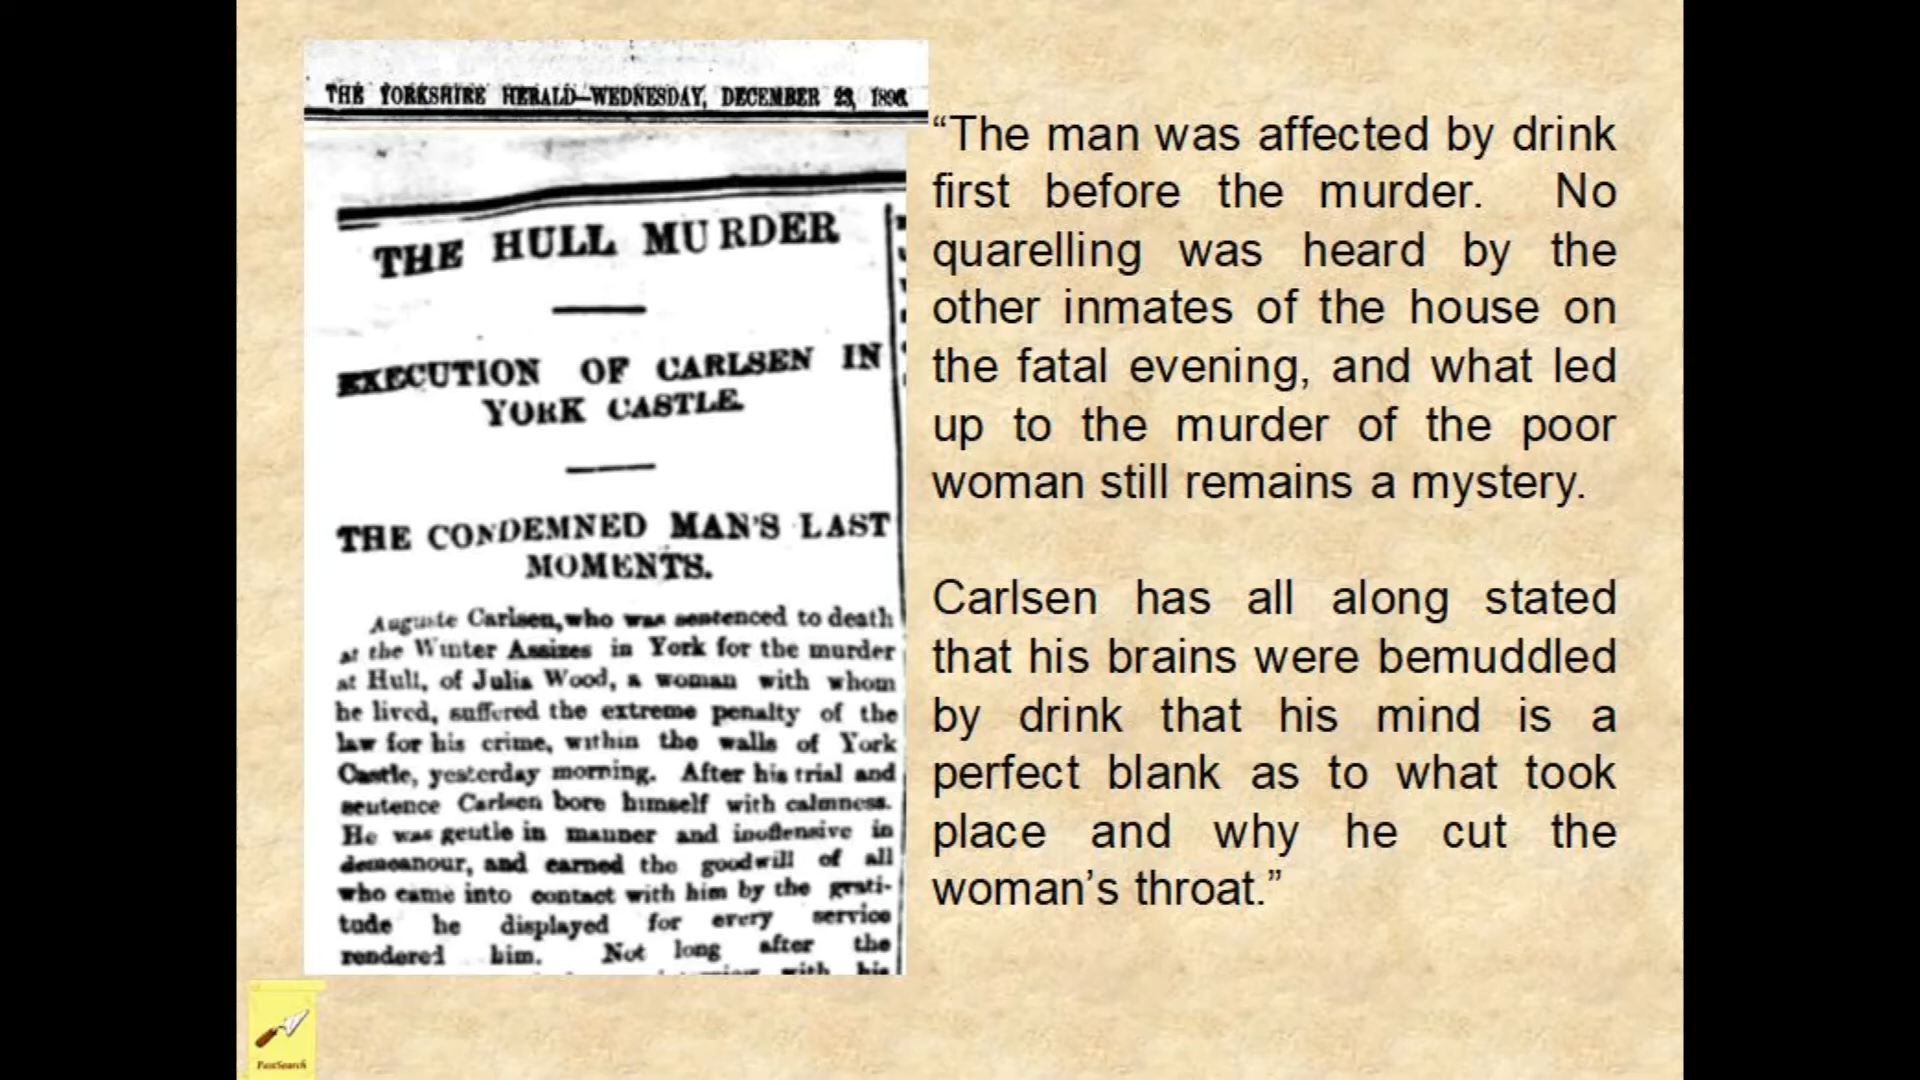 THE YORKSHIRE HERALD—WEDNESDAY, DECEMBER 23, 1896.
THE HULL MURDER
EXECUTION OF CARLSEN IN
YORK CASTLE.
THE CONDEMNED MAN'S LAST
MOMENTS.
Auguste Carlsen, who was sentenced to death
at the Winter Assizes in York for the murder
at Hull, of Julia Wood, a woman with whom
he lived, suffered the extreme penalty of the
law for his crime, within the walls of York
Castle, yesterday morning. After his trial and
sentence Carlsen bore himself with calmness.
He was gentle in manner and inoffensive in
demeanour, and earned the goodwill of all
who came into contact with him by the grati-
tude he displayed for every service
rendered him. Not long after the
with his
“The man was affected by drink
first before the murder. No
quarelling was heard by the
other inmates of the house on
the fatal evening, and what led
up to the murder of the poor
woman still remains a mystery.
Carlsen has all along stated
that his brains were bemuddled
by drink that his mind is a
perfect blank as to what took
place and why he cut the
woman’s throat.”
PastSearch